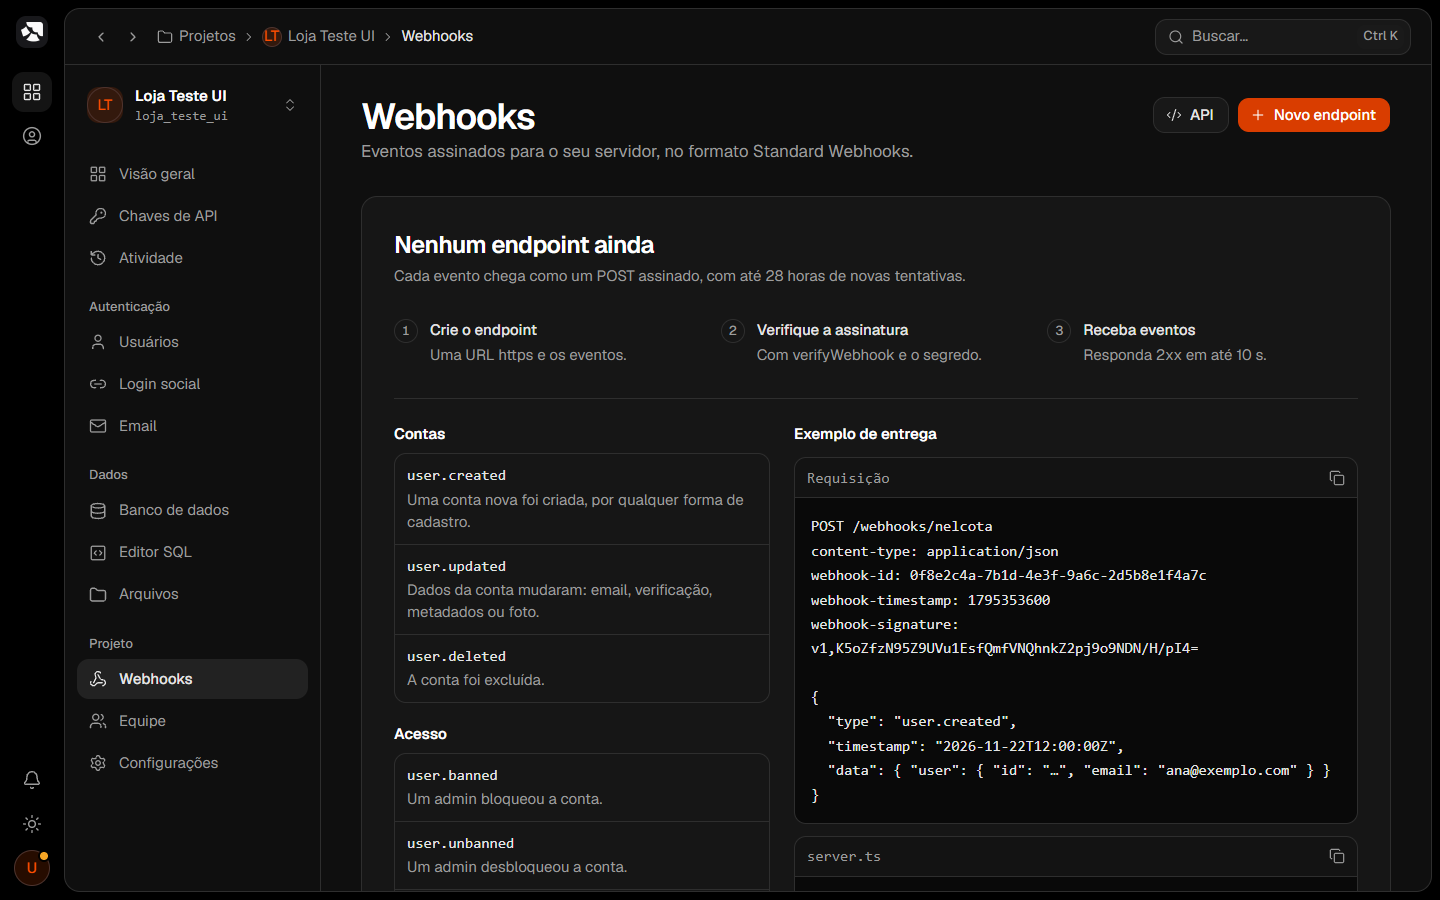 Projetos
LT
Loja Teste UI
Webhooks
Buscar...
Ctrl K
LT
Loja Teste UI
loja_teste_ui
Visão geral
Chaves de API
Atividade
Autenticação
Usuários
Login social
Email
Dados
Banco de dados
Editor SQL
Arquivos
Projeto
Webhooks
Equipe
Configurações
U
Webhooks
Eventos assinados para o seu servidor, no formato Standard Webhooks.
API
Novo endpoint
Nenhum endpoint ainda
Cada evento chega como um POST assinado, com até 28 horas de novas tentativas.
1
Crie o endpoint
Uma URL https e os eventos.
2
Verifique a assinatura
Com verifyWebhook e o segredo.
3
Receba eventos
Responda 2xx em até 10 s.
Contas
user.created
Uma conta nova foi criada, por qualquer forma de
cadastro.
user.updated
Dados da conta mudaram: email, verificação,
metadados ou foto.
user.deleted
A conta foi excluída.
Acesso
user.banned
Um admin bloqueou a conta.
user.unbanned
Um admin desbloqueou a conta.
Exemplo de entrega
Requisição
POST /webhooks/nelcota
content-type: application/json
webhook-id: 0f8e2c4a-7b1d-4e3f-9a6c-2d5b8e1f4a7c
webhook-timestamp: 1795353600
webhook-signature:
v1,K5oZfzN95Z9UVu1EsfQmfVNQhnkZ2pj9o9NDN/H/pI4=
{
"type": "user.created",
"timestamp": "2026-11-22T12:00:00Z",
"data": { "user": { "id": "…", "email": "ana@exemplo.com" } }
}
server.ts